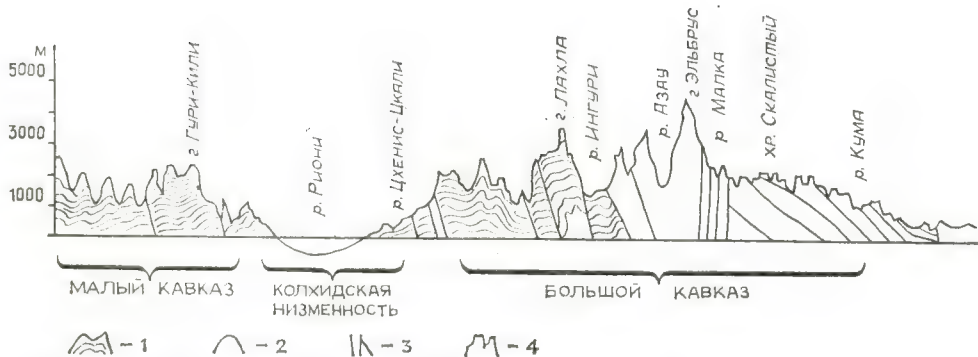 М
5000
3000
1000
г Гури-Кили
р. Риони
р. Цхенис-Цкали
г. Лахла
р. Ингури
р. Азау
г Эльбрус
р Малка
хр. Скалистый
р. Кума
МАЛЫЙ КАВКАЗ
КОЛХИДСКАЯ
НИЗМЕННОСТЬ
БОЛЬШОЙ КАВКАЗ
- 1
- 2
- 3
- 4